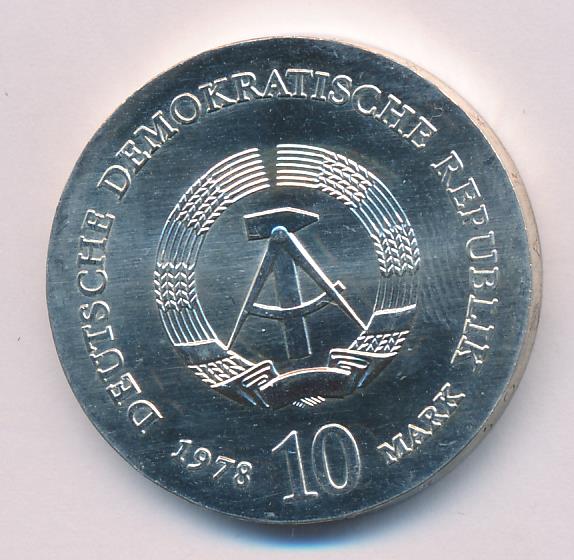 DEUTSCHE DEMOKRATISCHE REPUBLIK
1978 10 MARK